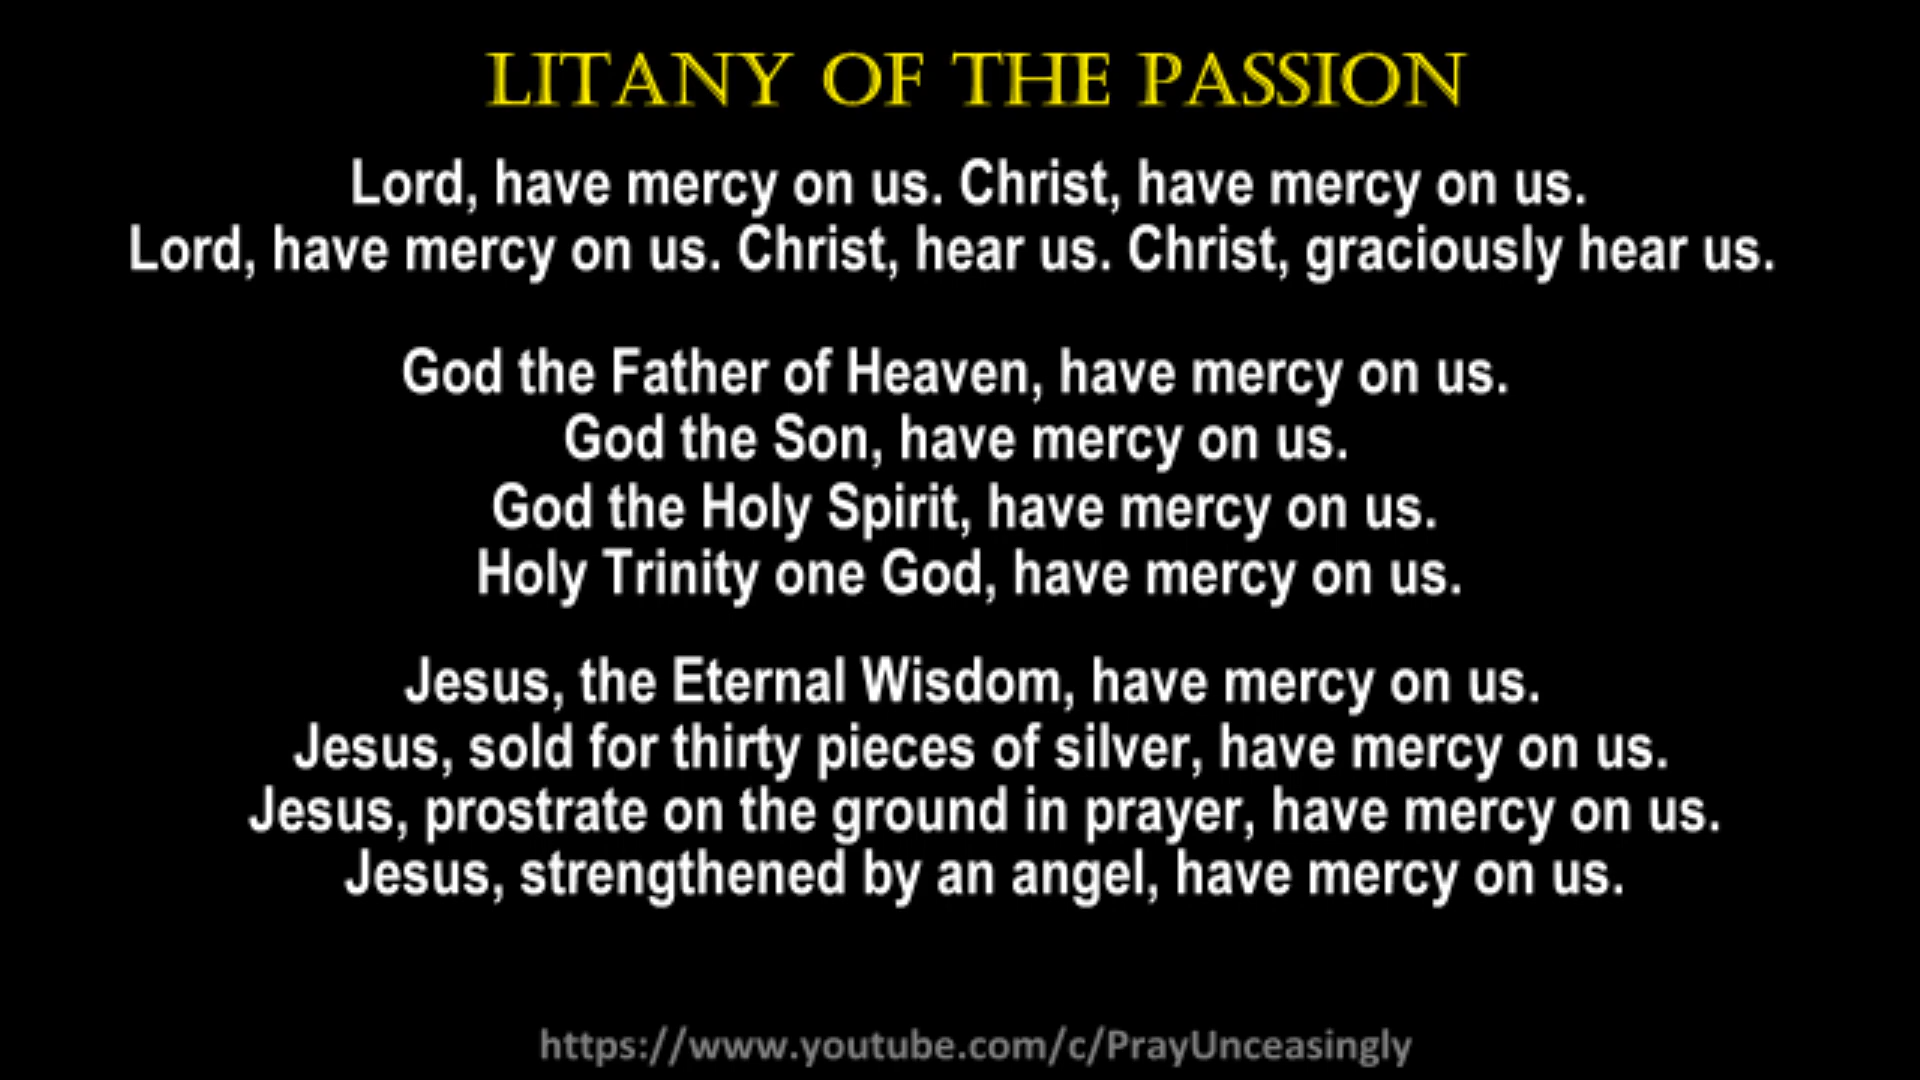 LITANY OF THE PASSION
Lord, have mercy on us. Christ, have mercy on us.
Lord, have mercy on us. Christ, hear us. Christ, graciously hear us.
God the Father of Heaven, have mercy on us.
God the Son, have mercy on us.
God the Holy Spirit, have mercy on us.
Holy Trinity one God, have mercy on us.
Jesus, the Eternal Wisdom, have mercy on us.
Jesus, sold for thirty pieces of silver, have mercy on us.
Jesus, prostrate on the ground in prayer, have mercy on us.
Jesus, strengthened by an angel, have mercy on us.
https://www.youtube.com/c/PrayUnceasingly